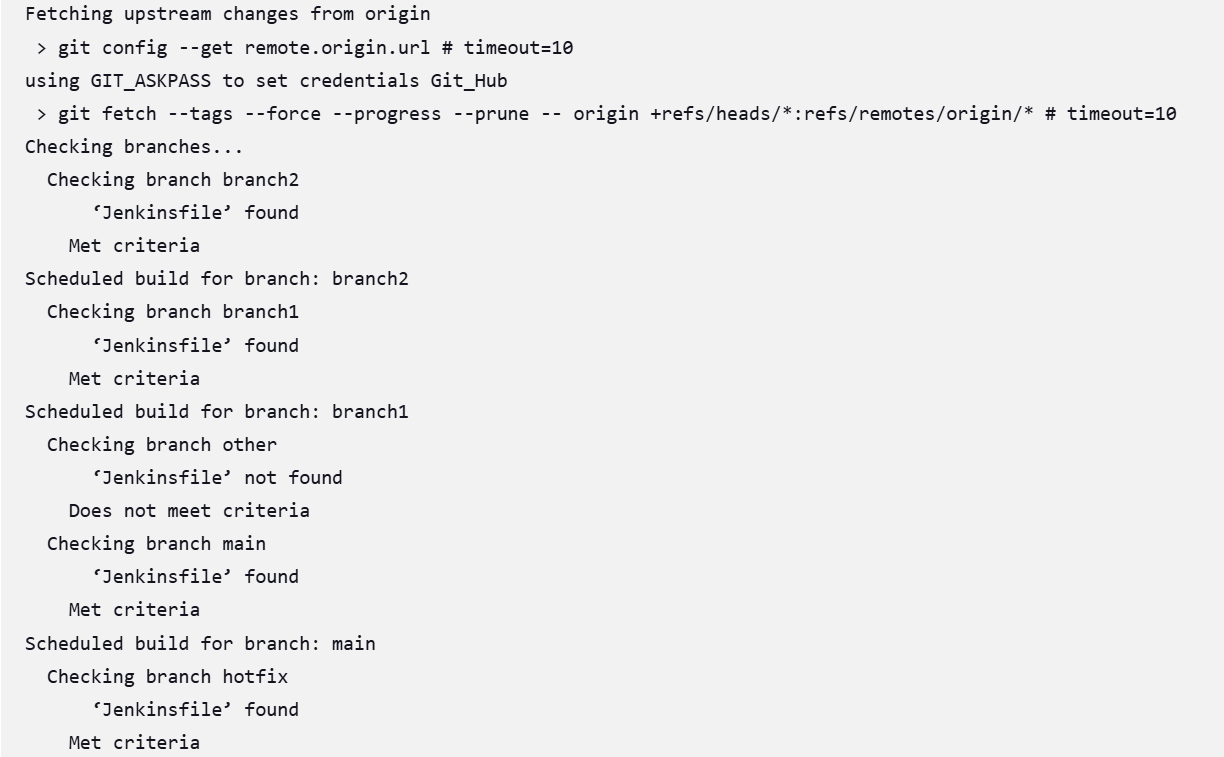 Fetching upstream changes from origin
> git config --get remote.origin.url # timeout=10
using GIT_ASKPASS to set credentials Git_Hub
> git fetch --tags --force --progress --prune -- origin +refs/heads/*:refs/remotes/origin/* # timeout=10
Checking branches...
Checking branch branch2
‘Jenkinsfile’ found
Met criteria
Scheduled build for branch: branch2
Checking branch branch1
‘Jenkinsfile’ found
Met criteria
Scheduled build for branch: branch1
Checking branch other
‘Jenkinsfile’ not found
Does not meet criteria
Checking branch main
‘Jenkinsfile’ found
Met criteria
Scheduled build for branch: main
Checking branch hotfix
‘Jenkinsfile’ found
Met criteria